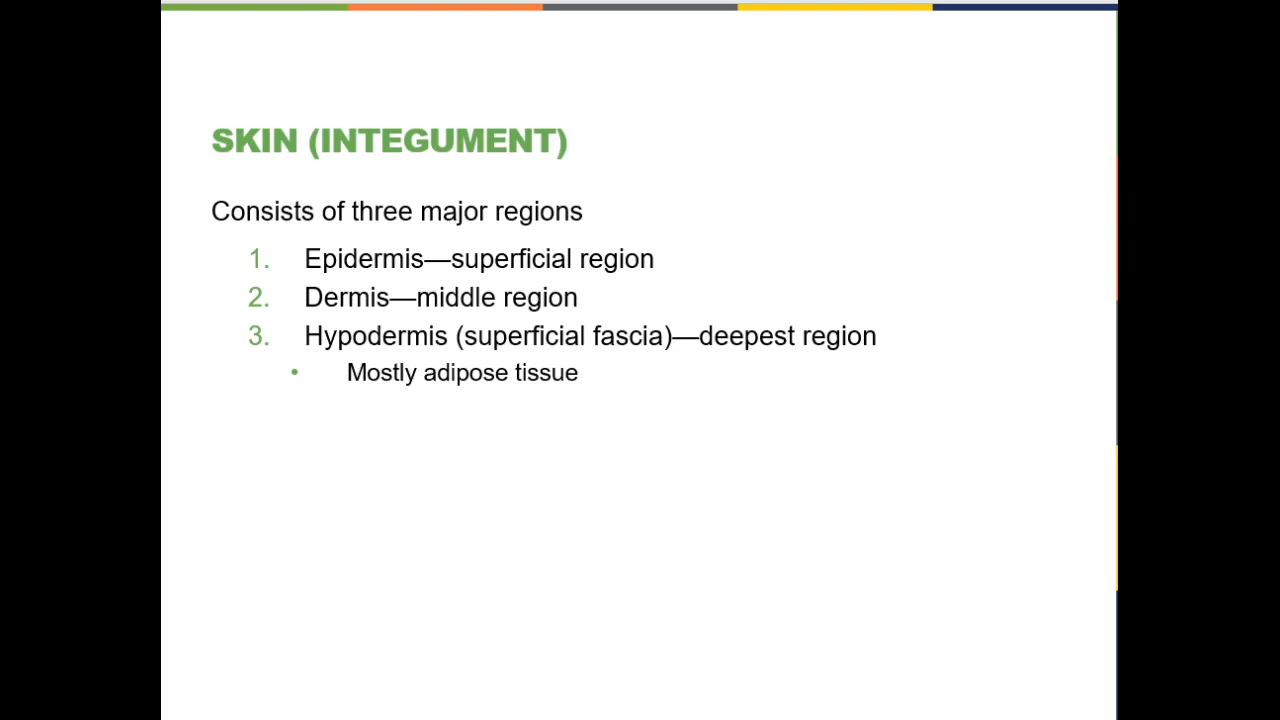 SKIN (INTEGUMENT)
Consists of three major regions
1. Epidermis—superficial region
2. Dermis—middle region
3. Hypodermis (superficial fascia)—deepest region
• Mostly adipose tissue